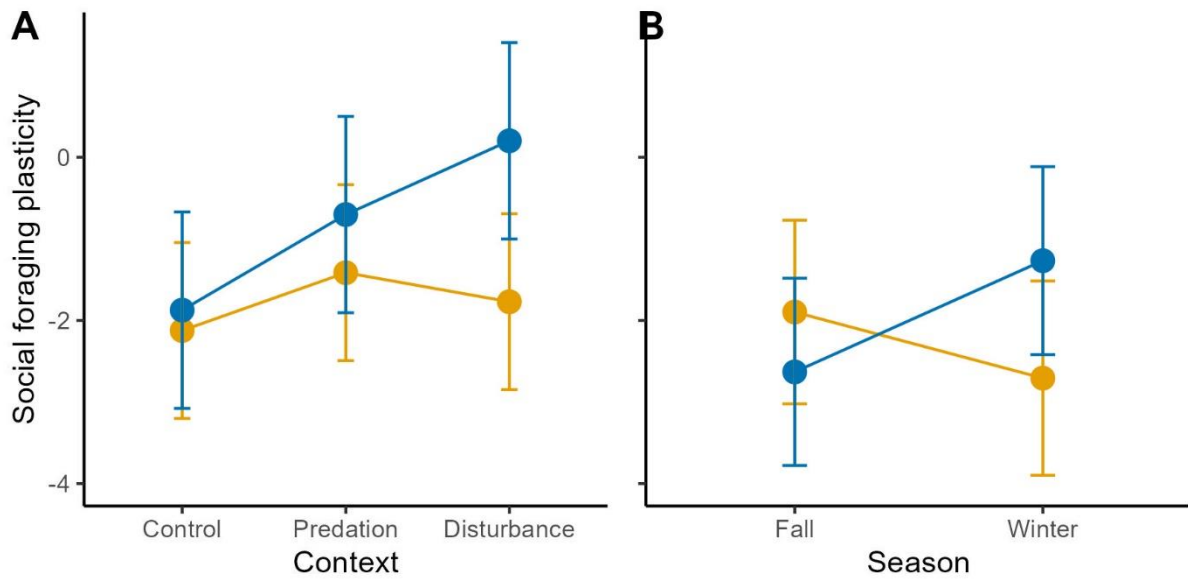 A
B
Social foraging plasticity
0
-2
-4
Control Predation Disturbance
Context
Fall Winter
Season